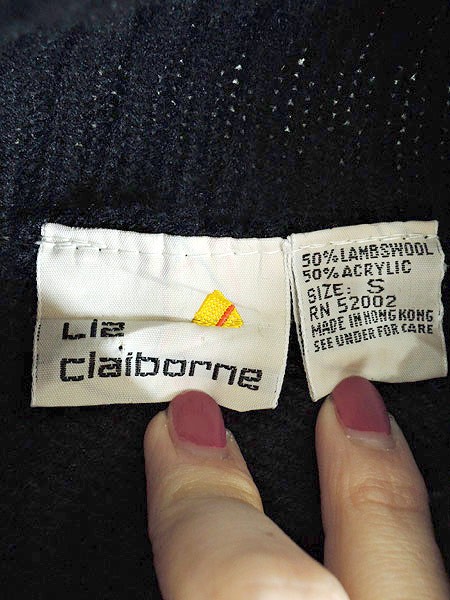 Liz
claiborne
50% LAMBSWOOL
50% ACRYLIC
SIZE: S
RN 52002
MADE IN HONG KONG
SEE UNDER FOR CARE